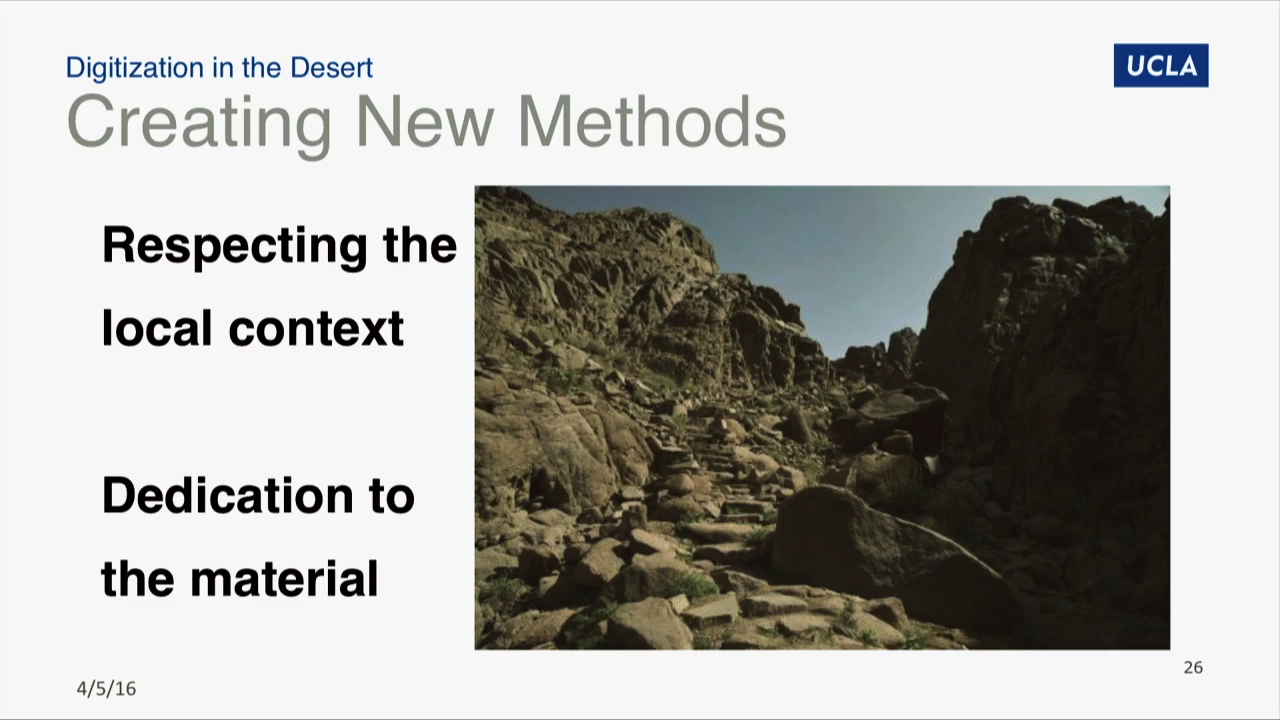 Digitization in the Desert
UCLA
Creating New Methods
Respecting the
local context
Dedication to
the material
26
4/5/16